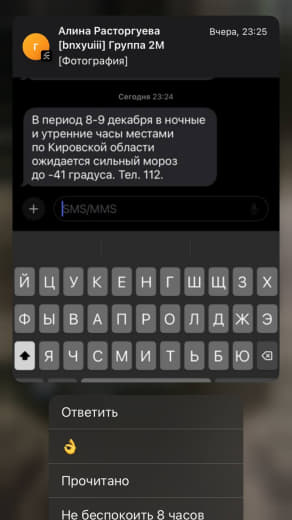 Алина Расторгуева
[bnxyuiii] Группа 2М
[Фотография]
Вчера, 23:25
Г
Сегодня 23:24
В период 8-9 декабря в ночные
и утренние часы местами
по Кировской области
ожидается сильный мороз
до -41 градуса. Тел. 112.
SMS/MMS
Й Ц У К Е Н Г Ш Щ З Х
Ф Ы В А П Р О Л Д Ж Э
Я Ч С М И Т Ь Б Ю
Ответить
👌
Прочитано
Не беспокоить 8 часов